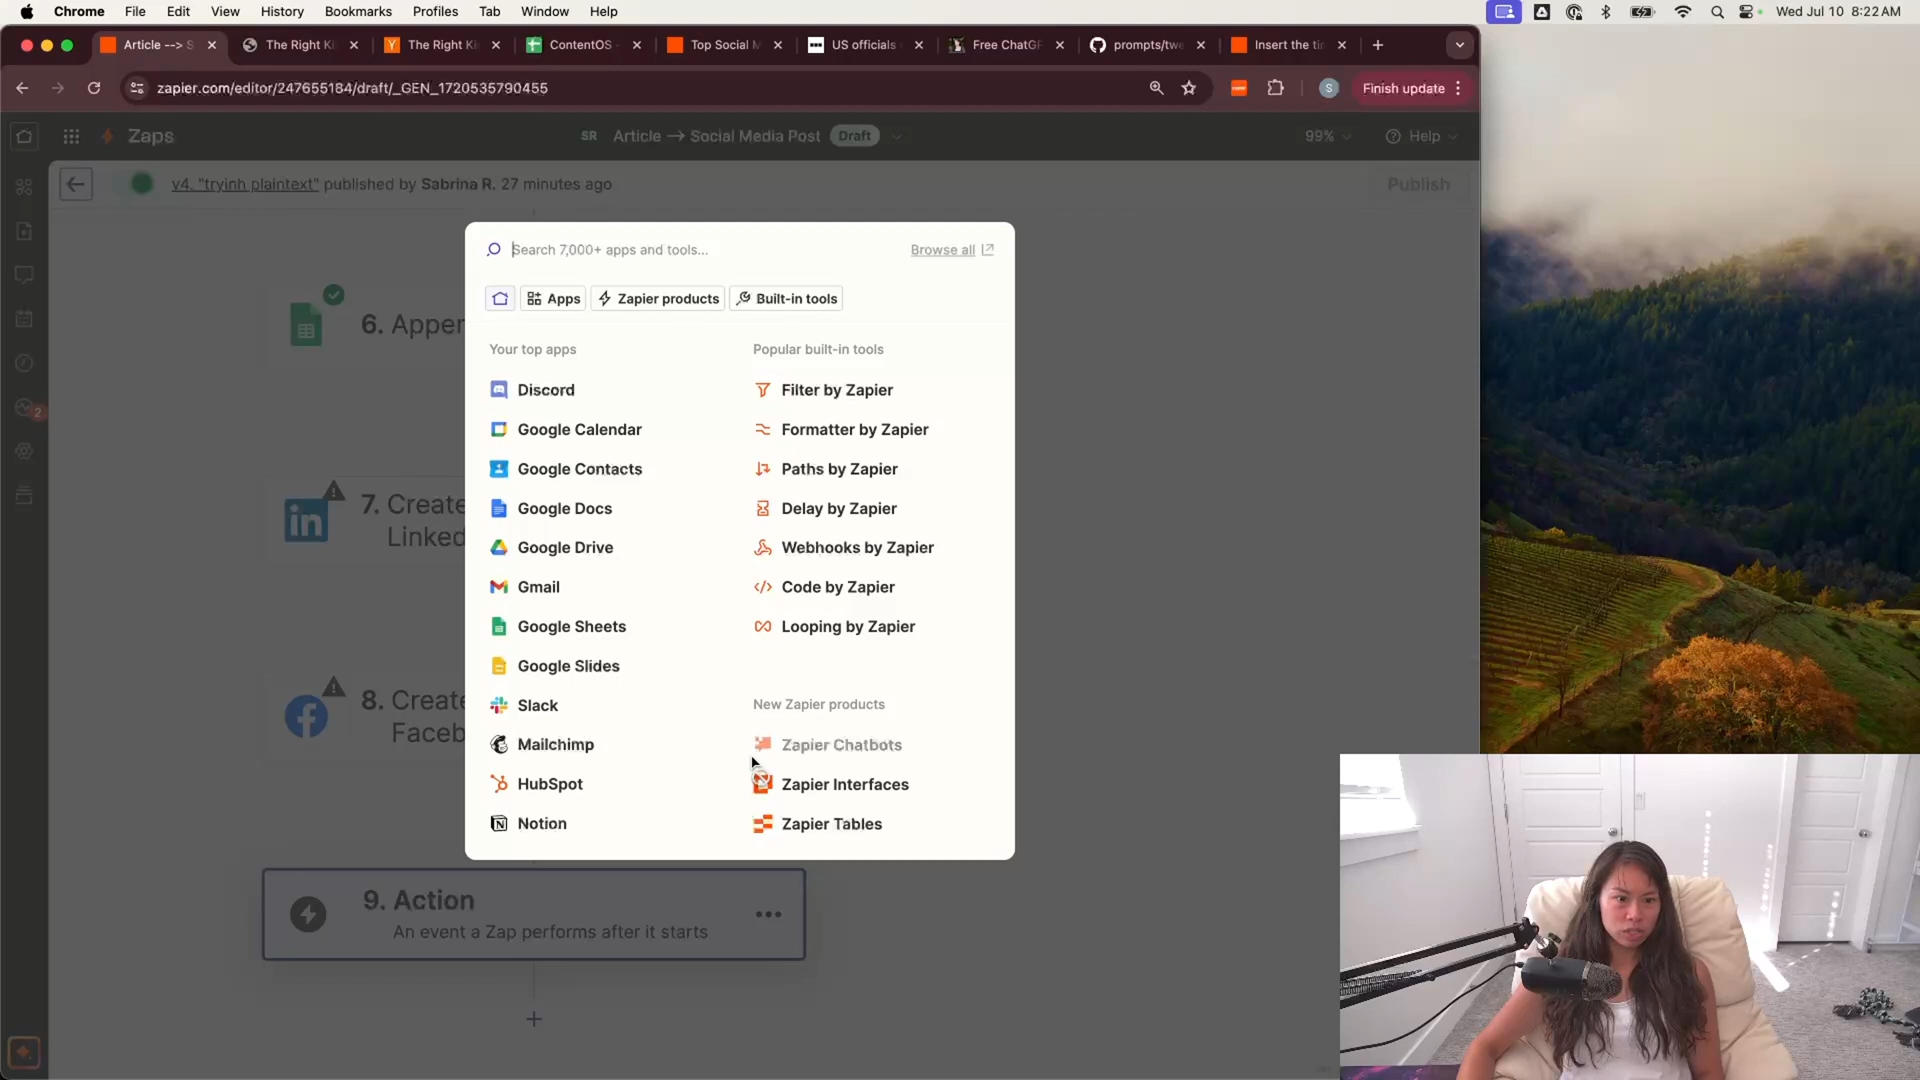 Chrome File Edit View History Bookmarks Profiles Tab Window Help
Wed Jul 10 8:22 AM
Article --> S
The Right Ki
The Right Ki
ContentOS -
Top Social M
US officials
Free ChatGP
prompts/twe
Insert the ti
zapier.com/editor/247655184/draft/_GEN_1720535790455
Finish update
Zaps
SR Article → Social Media Post Draft
99%
Help
v4. "tryinh plaintext" published by Sabrina R. 27 minutes ago
Publish
Search 7,000+ apps and tools...
Browse all
Apps
Zapier products
Built-in tools
6. Apper
7. Create
Linked
8. Create
Faceb
2
Your top apps
Discord
Google Calendar
Google Contacts
Google Docs
Google Drive
Gmail
Google Sheets
Google Slides
Slack
Mailchimp
HubSpot
Notion
Popular built-in tools
Filter by Zapier
Formatter by Zapier
Paths by Zapier
Delay by Zapier
Webhooks by Zapier
Code by Zapier
Looping by Zapier
New Zapier products
Zapier Chatbots
Zapier Interfaces
Zapier Tables
9. Action
An event a Zap performs after it starts